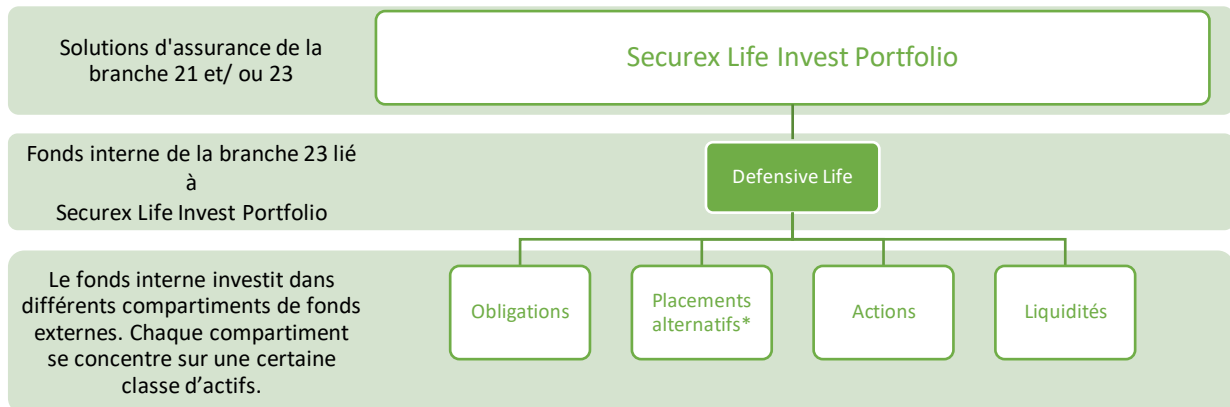 Solutions d'assurance de la
branche 21 et/ ou 23
Securex Life Invest Portfolio
Fonds interne de la branche 23 lié
à
Securex Life Invest Portfolio
Defensive Life
Le fonds interne investit dans
différents compartiments de fonds
externes. Chaque compartiment
se concentre sur une certaine
classe d’actifs.
Obligations
Placements
alternatifs*
Actions
Liquidités